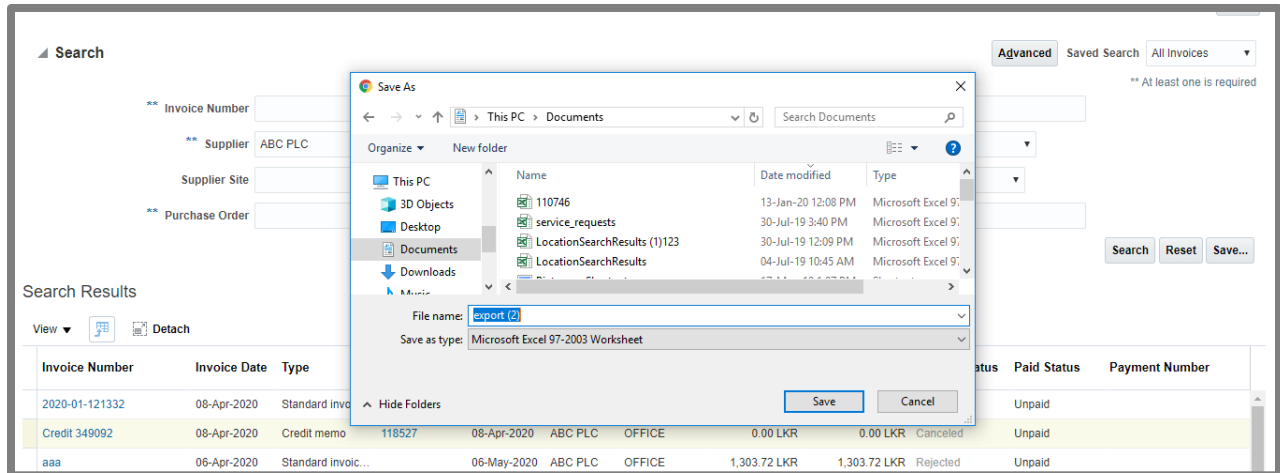 Search
Advanced Saved Search All Invoices
** At least one is required
** Invoice Number
** Supplier ABC PLC
Supplier Site
** Purchase Order
Search Reset Save...
Save As
This PC > Documents
Search Documents
Organize New folder
Name Date modified Type
This PC
3D Objects
Desktop
Documents
Downloads
110746 13-Jan-20 12:08 PM Microsoft Excel 97
service_requests 30-Jul-19 3:40 PM Microsoft Excel 97
LocationSearchResults (1)123 30-Jul-19 12:09 PM Microsoft Excel 97
LocationSearchResults 04-Jul-19 10:45 AM Microsoft Excel 97
File name: export (2)
Save as type: Microsoft Excel 97-2003 Worksheet
Hide Folders Save Cancel
Search Results
View Detach
Invoice Number Invoice Date Type atus Paid Status Payment Number
2020-01-121332 08-Apr-2020 Standard invo Unpaid
Credit 349092 08-Apr-2020 Credit memo 118527 08-Apr-2020 ABC PLC OFFICE 0.00 LKR 0.00 LKR Canceled Unpaid
aaa 06-Apr-2020 Standard invoic... 06-May-2020 ABC PLC OFFICE 1,303.72 LKR 1,303.72 LKR Rejected Unpaid